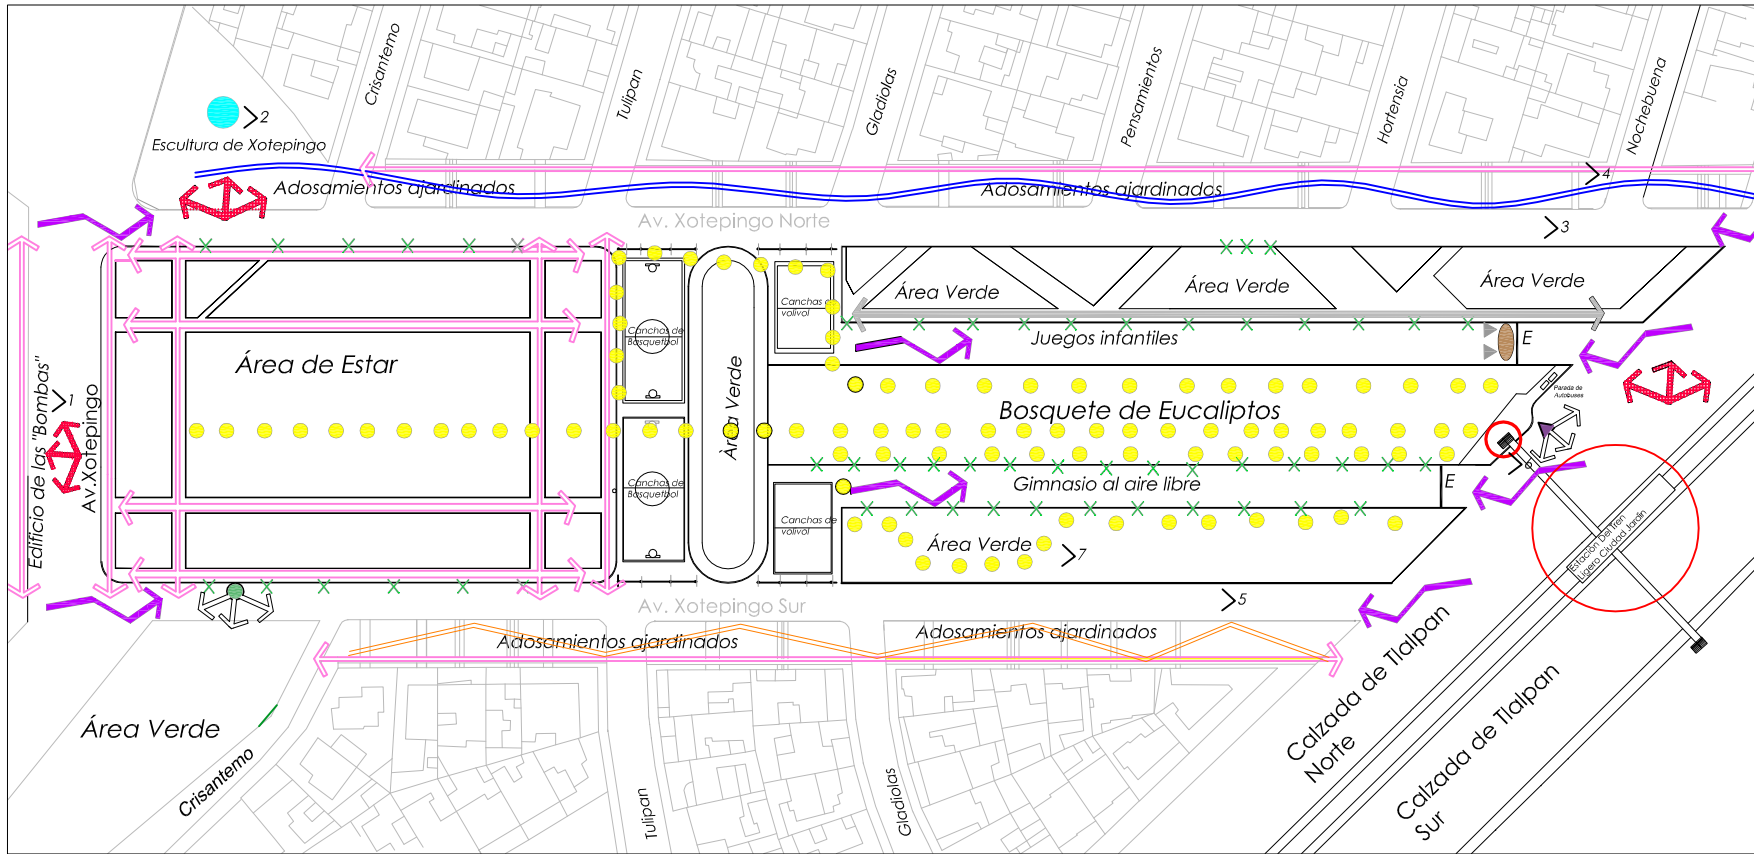 Crisantemo
Tulipan
Gladiolas
Pensamientos
Hortensia
Nochebuena
2
Escultura de Xotepingo
Adosamientos ajardinados
Adosamientos ajardinados
4
Av. Xotepingo Norte
3
Área Verde
Área Verde
Área Verde
Canchas de
volivol
Canchas de
Basquetbol
Juegos infantiles
E
Área de Estar
Edificio de las "Bombas"
1
Av.Xotepingo
Àrea Verde
Parada de
Autobuses
Bosquete de Eucaliptos
Canchas de
Basquetbol
Gimnasio al aire libre
E
Canchas de
volivol
Área Verde
7
Estación Del Tren
Ligero Ciudad Jardin
Av. Xotepingo Sur
5
Adosamientos ajardinados
Adosamientos ajardinados
Área Verde
Crisantemo
Tulipan
Gladiolas
Calzada de Tlalpan
Norte
Calzada de Tlalpan
Sur